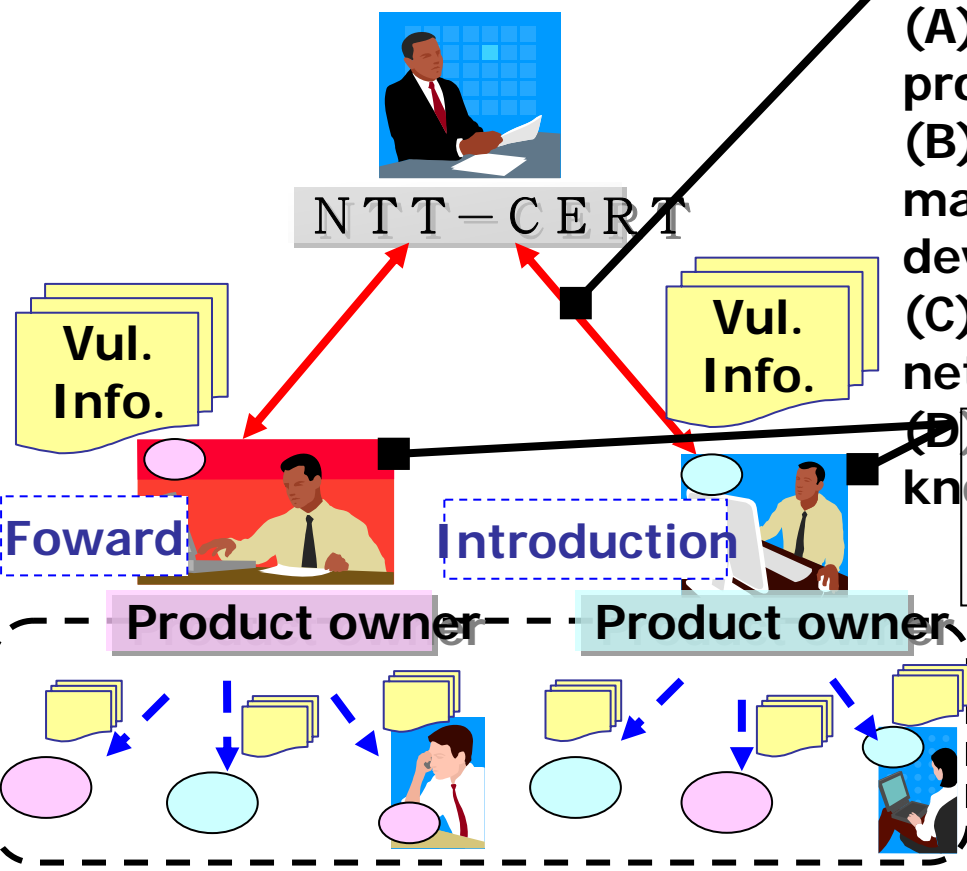 (A)
pro
(B)
ma
dev
(C)
net
(D)
kn
NTT-CERT
Vul.
Info.
Vul.
Info.
Foward
Introduction
Product owner
Product owner